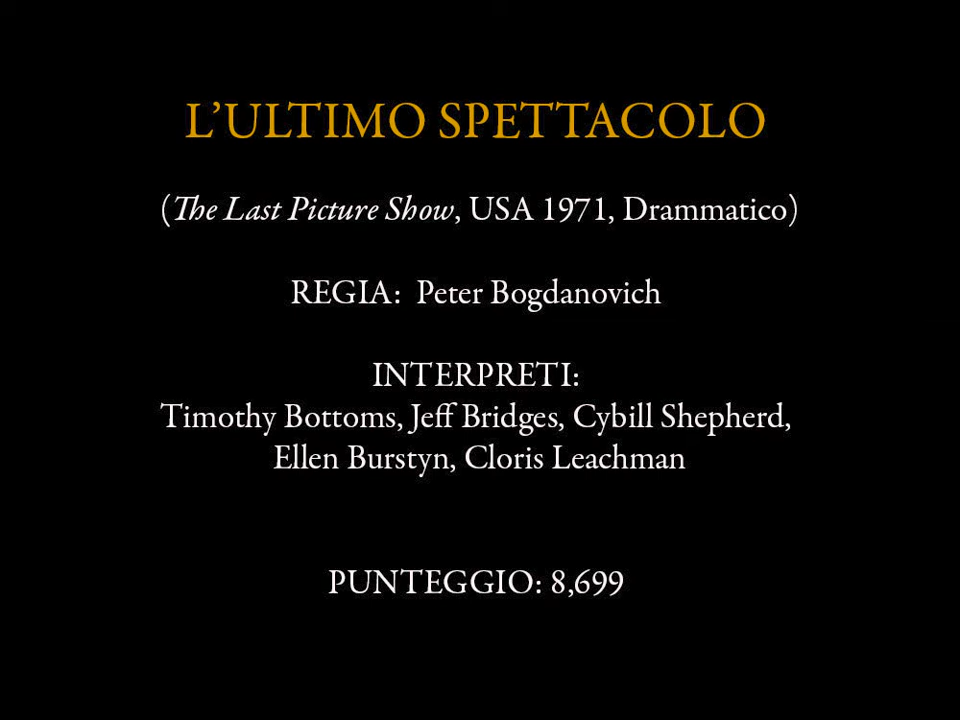 L’ULTIMO SPETTACOLO
(The Last Picture Show, USA 1971, Drammatico)
REGIA: Peter Bogdanovich
INTERPRETI:
Timothy Bottoms, Jeff Bridges, Cybill Shepherd,
Ellen Burstyn, Cloris Leachman
PUNTEGGIO: 8,699